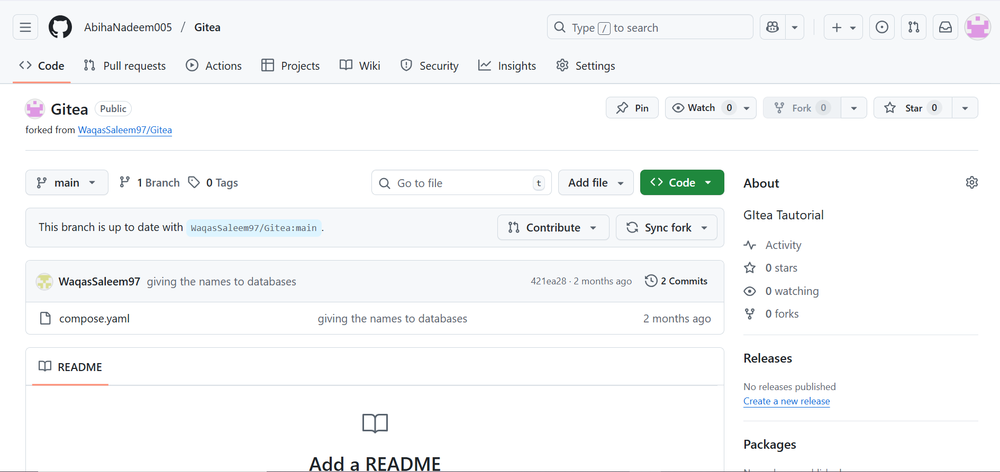 AbihaNadeem005 / Gitea
Type / to search
Code Pull requests Actions Projects Wiki Security Insights Settings
Gitea Public
Pin Watch 0 Fork 0 Star 0
forked from WaqasSaleem97/Gitea
main 1 Branch 0 Tags Go to file t Add file Code
This branch is up to date with WaqasSaleem97/Gitea:main.
Contribute Sync fork
WaqasSaleem97 giving the names to databases 421ea28 · 2 months ago 2 Commits
compose.yaml giving the names to databases 2 months ago
README
Add a README
About
GItea Tautorial
Activity
0 stars
0 watching
0 forks
Releases
No releases published
Create a new release
Packages